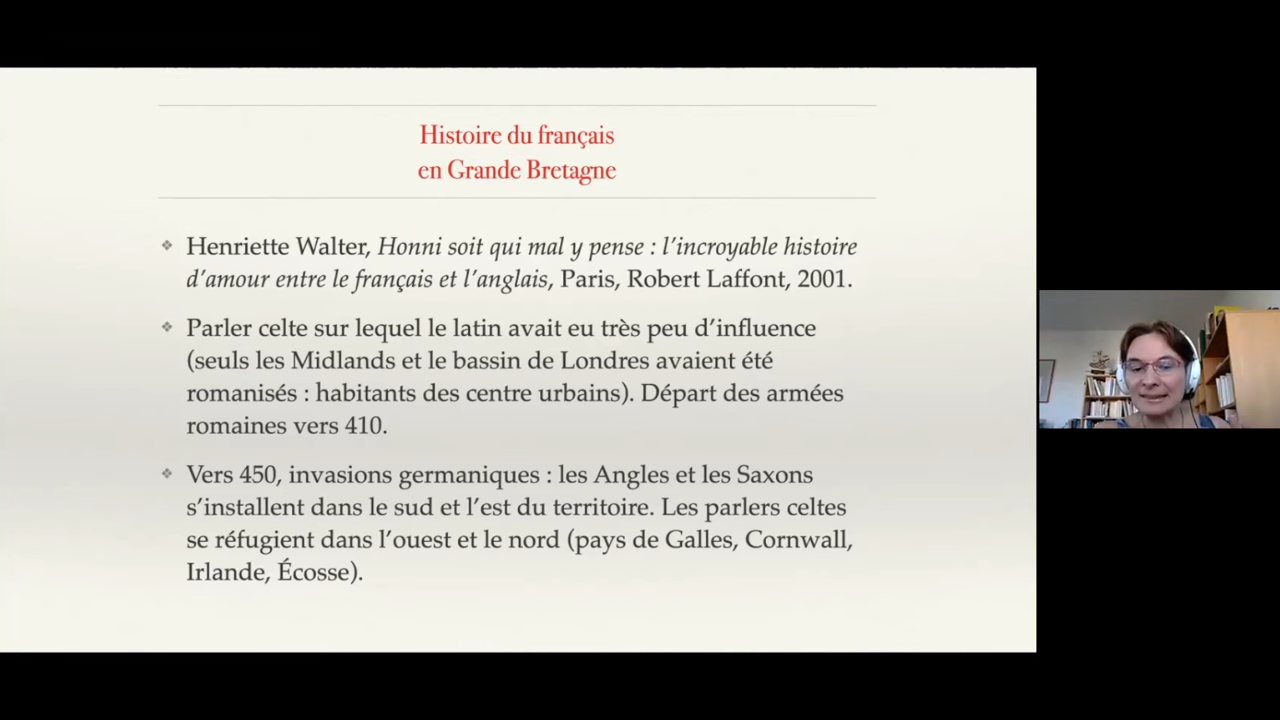 Histoire du français
en Grande Bretagne
Henriette Walter, Honni soit qui mal y pense : l’incroyable histoire
d’amour entre le français et l’anglais, Paris, Robert Laffont, 2001.
Parler celte sur lequel le latin avait eu très peu d’influence
(seuls les Midlands et le bassin de Londres avaient été
romanisés : habitants des centre urbains). Départ des armées
romaines vers 410.
Vers 450, invasions germaniques : les Angles et les Saxons
s’installent dans le sud et l’est du territoire. Les parlers celtes
se réfugient dans l’ouest et le nord (pays de Galles, Cornwall,
Irlande, Écosse).